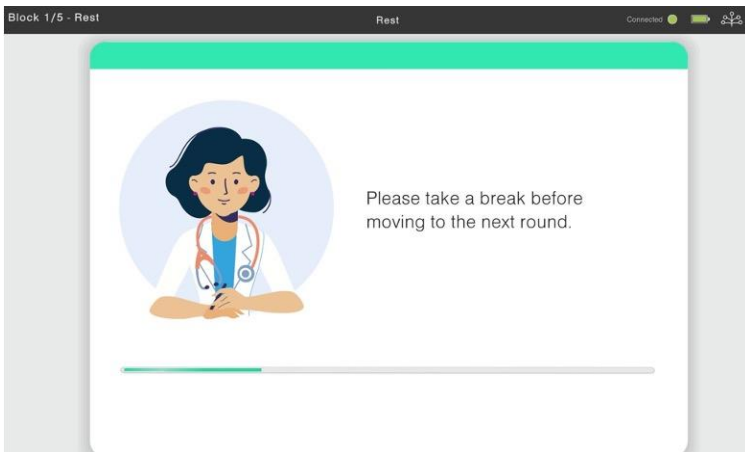 Block 1/5 - Rest
Rest
Connected
Please take a break before
moving to the next round.